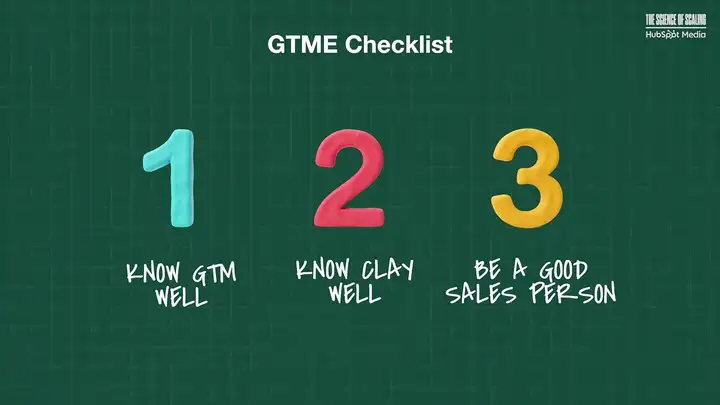 THE SCIENCE OF SCALING
HubSpot Media
GTME Checklist
1
2
3
KNOW GTM
WELL
KNOW CLAY
WELL
BE A GOOD
SALES PERSON